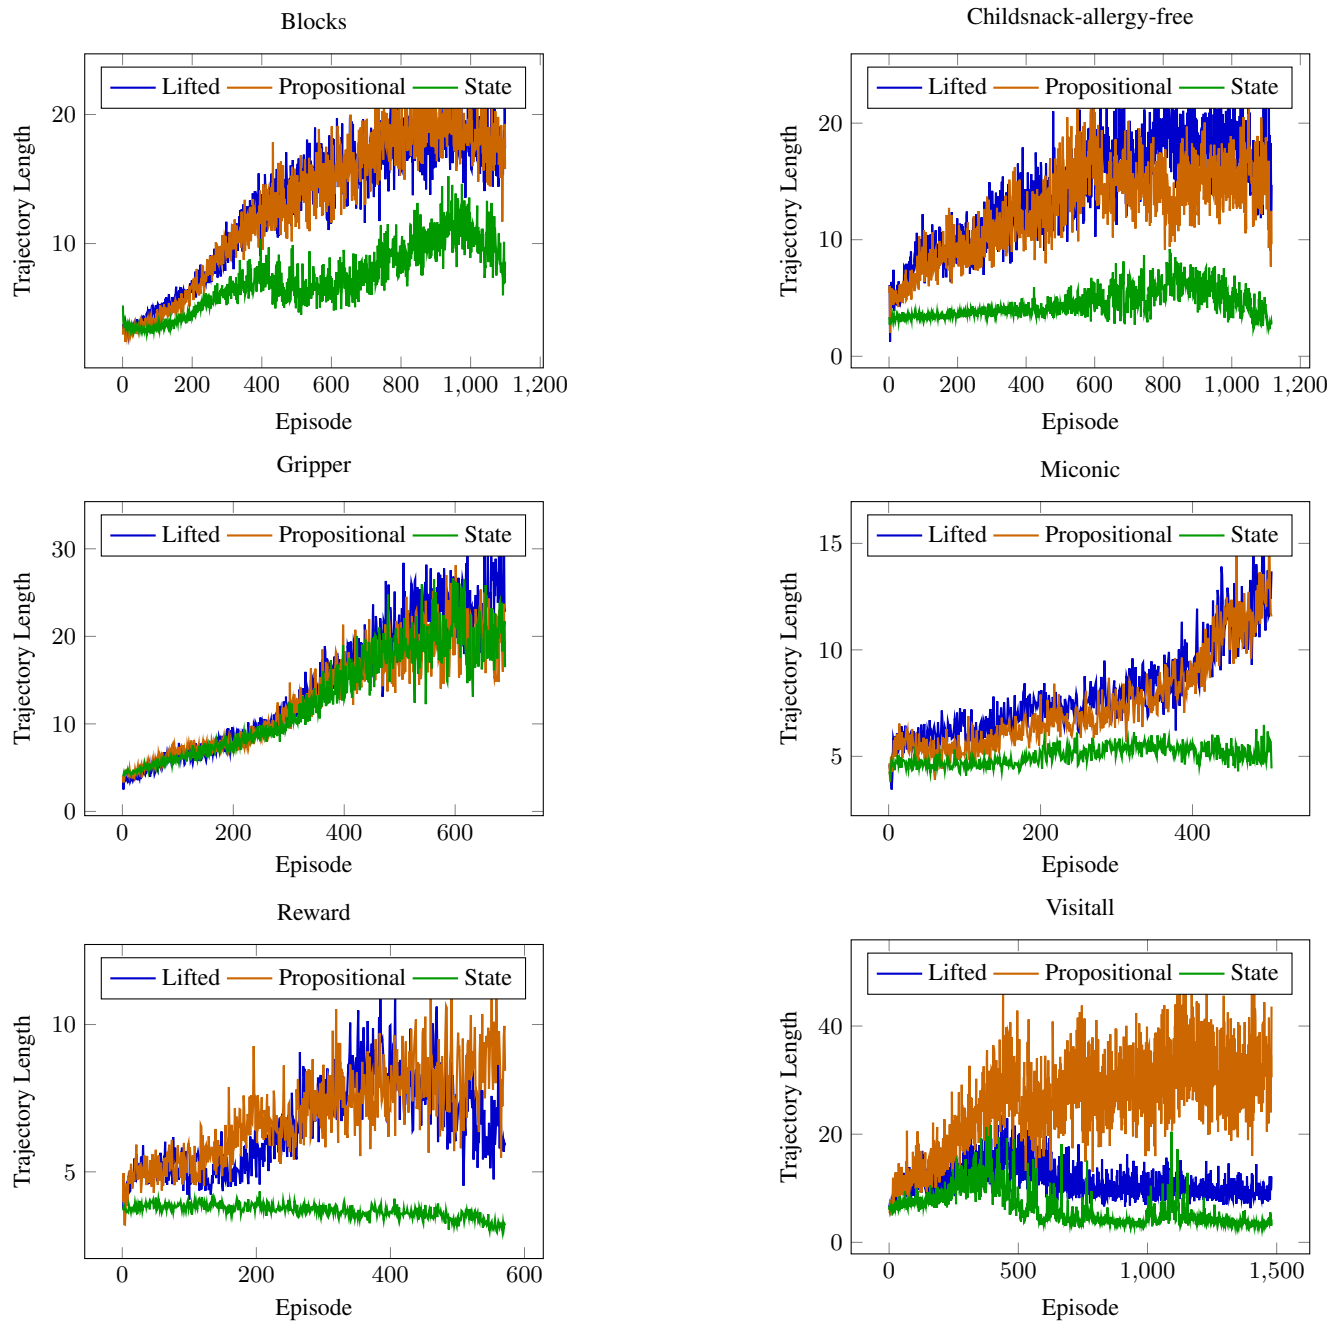 Blocks
Lifted Propositional State
Trajectory Length
20
10
0 200 400 600 800 1,000 1,200
Episode
Childsnack-allergy-free
Lifted Propositional State
Trajectory Length
20
10
0
0 200 400 600 800 1,000 1,200
Episode
Gripper
Lifted Propositional State
Trajectory Length
30
20
10
0
0 200 400 600
Episode
Miconic
Lifted Propositional State
Trajectory Length
15
10
5
0 200 400
Episode
Reward
Lifted Propositional State
Trajectory Length
10
5
0 200 400 600
Episode
Visitall
Lifted Propositional State
Trajectory Length
40
20
0
0 500 1,000 1,500
Episode